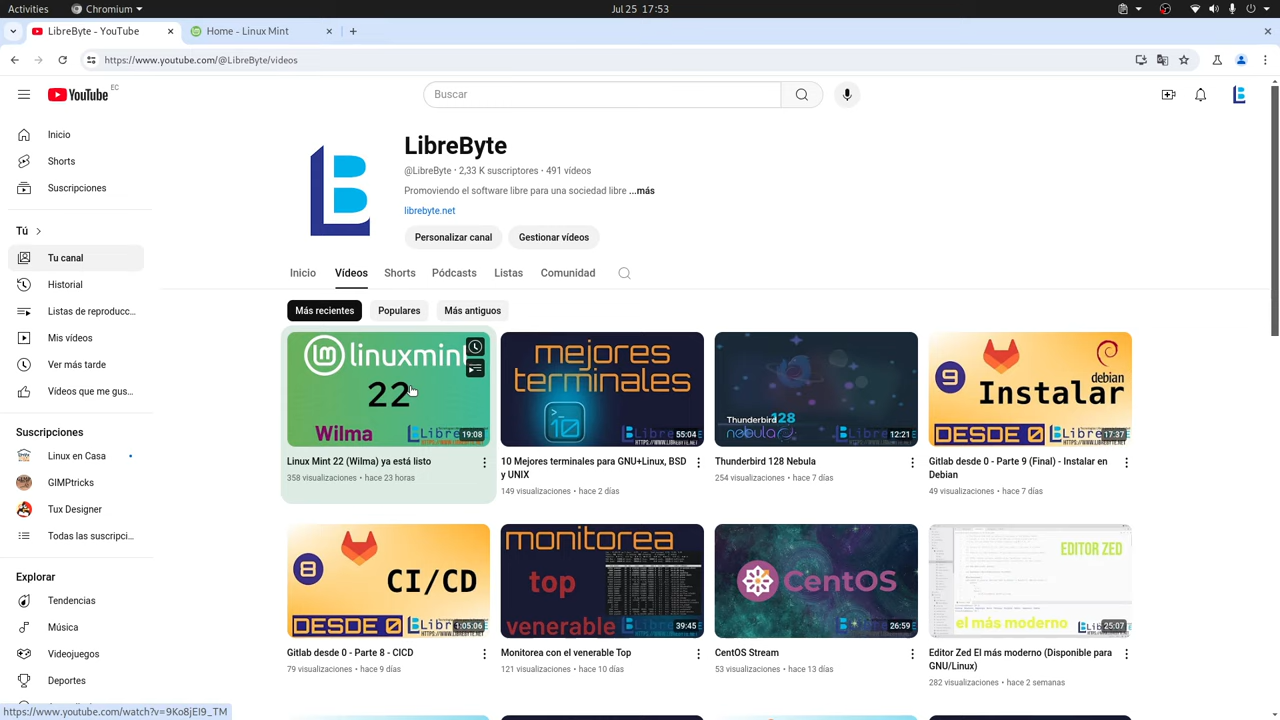 Activities
Chromium
Jul 25 17:53
LibreByte - YouTube
Home - Linux Mint
https://www.youtube.com/@LibreByte/videos
YouTube
EC
Buscar
Inicio
Shorts
Suscripciones
Tú
Tu canal
Historial
Listas de reproducc...
Mis vídeos
Ver más tarde
Vídeos que me gus...
Suscripciones
Linux en Casa
GIMPtricks
Tux Designer
Todas las suscripci...
Explorar
Tendencias
Música
Videojuegos
Deportes
LibreByte
@LibreByte · 2,33 K suscriptores · 491 vídeos
Promoviendo el software libre para una sociedad libre ...más
librebyte.net
Personalizar canal
Gestionar vídeos
Inicio
Vídeos
Shorts
Pódcasts
Listas
Comunidad
Más recientes
Populares
Más antiguos
linuxmint
22
Wilma
19:08
Linux Mint 22 (Wilma) ya está listo
358 visualizaciones · hace 23 horas
mejores
terminales
10
55:04
10 Mejores terminales para GNU+Linux, BSD
y UNIX
149 visualizaciones · hace 2 días
Thunderbird 128
nebula
12:21
Thunderbird 128 Nebula
254 visualizaciones · hace 7 días
9
debian
Instalar
DESDE 0
17:37
Gitlab desde 0 - Parte 9 (Final) - Instalar en
Debian
49 visualizaciones · hace 7 días
9
CI/CD
DESDE 0
1:05:06
Gitlab desde 0 - Parte 8 - CICD
79 visualizaciones · hace 9 días
monitorea
top
venerable
39:45
Monitorea con el venerable Top
121 visualizaciones · hace 10 días
CentOS
26:59
CentOS Stream
53 visualizaciones · hace 13 días
EDITOR ZED
el más moderno
25:07
Editor Zed El más moderno (Disponible para
GNU/Linux)
282 visualizaciones · hace 2 semanas
https://www.youtube.com/watch?v=9Ko8jEI9_TM